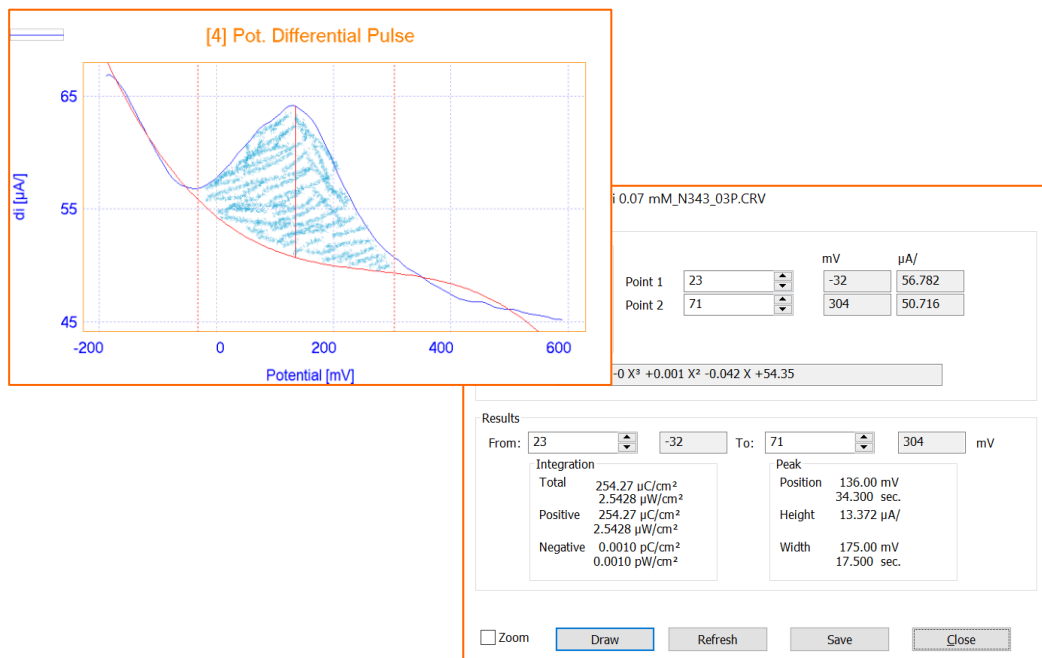 [4] Pot. Differential Pulse
65
55
45
di [µA/]
-200 0 200 400 600
Potential [mV]
i 0.07 mM_N343_03P.CRV
mV µA/
Point 1 23 -32 56.782
Point 2 71 304 50.716
-0 X³ +0.001 X² -0.042 X +54.35
Results
From: 23 -32 To: 71 304 mV
Integration
Total 254.27 µC/cm²
2.5428 µW/cm²
Positive 254.27 µC/cm²
2.5428 µW/cm²
Negative 0.0010 pC/cm²
0.0010 pW/cm²
Peak
Position 136.00 mV
34.300 sec.
Height 13.372 µA/
Width 175.00 mV
17.500 sec.
Zoom Draw Refresh Save Close